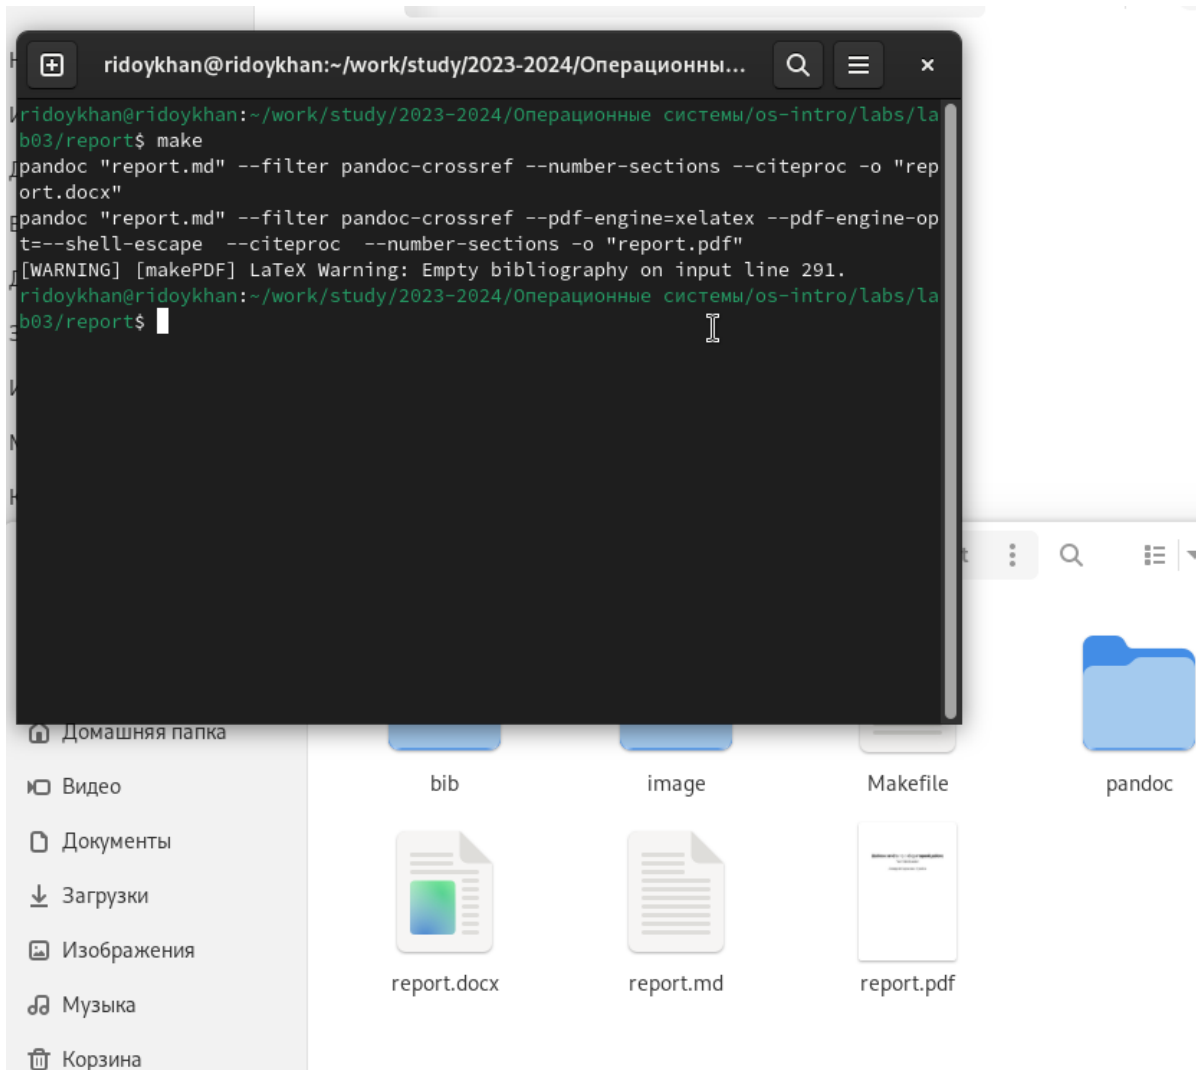 ridoykhan@ridoykhan:~/work/study/2023-2024/Операционны...
ridoykhan@ridoykhan:~/work/study/2023-2024/Операционные системы/os-intro/labs/la
b03/report$ make
pandoc "report.md" --filter pandoc-crossref --number-sections --citeproc -o "rep
ort.docx"
pandoc "report.md" --filter pandoc-crossref --pdf-engine=xelatex --pdf-engine-op
t=--shell-escape  --citeproc  --number-sections -o "report.pdf"
[WARNING] [makePDF] LaTeX Warning: Empty bibliography on input line 291.
ridoykhan@ridoykhan:~/work/study/2023-2024/Операционные системы/os-intro/labs/la
b03/report$
Домашняя папка
Видео
Документы
Загрузки
Изображения
Музыка
Корзина
bib
image
Makefile
pandoc
report.docx
report.md
report.pdf